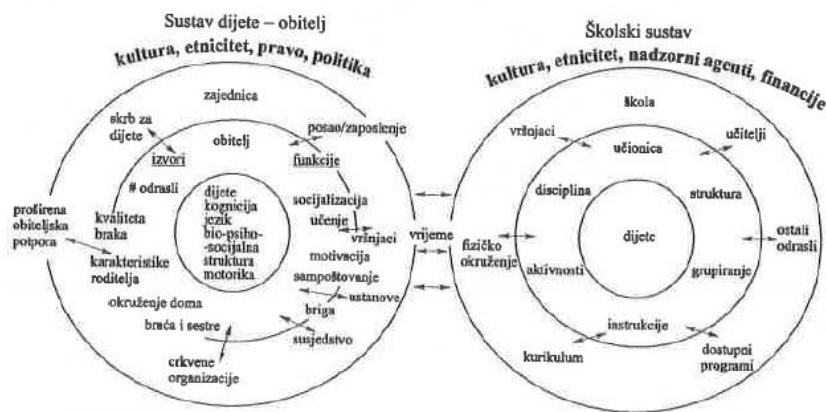 Sustav dijete – obitelj
kultura, etnicitet, pravo, politika
zajednica
skrb za
dijete
obitelj
posao/zaposlenje
izvori
funkcije
# odrasli
dijete
kognicija
jezik
bio-psiho-
-socijalna
struktura
motorika
socijalizacija
učenje
vršnjaci
proširena
obiteljska
potpora
kvaliteta
braka
karakteristike
roditelja
motivacija
sampoštovanje
ustanove
okruženje doma
briga
braća i sestre
susjedstvo
crkvene
organizacije
vrijeme
Školski sustav
kultura, etnicitet, nadzorni agenti, financije
škola
vršnjaci
učitelji
učionica
disciplina
struktura
dijete
fizičko
okruženje
ostali
odrasli
aktivnosti
grupiranje
instrukcije
kurikulum
dostupni
programi